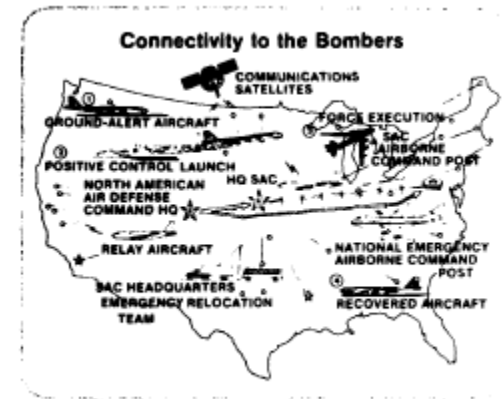 Connectivity to the Bombers
COMMUNICATIONS
SATELLITES
①
GROUND-ALERT AIRCRAFT
FORCE EXECUTION
SAC
AIRBORNE
COMMAND POST
POSITIVE CONTROL LAUNCH
HQ SAC
NORTH AMERICAN
AIR DEFENSE
COMMAND HQ
RELAY AIRCRAFT
NATIONAL EMERGENCY
AIRBORNE COMMAND
POST
SAC HEADQUARTERS
EMERGENCY RELOCATION
TEAM
④
RECOVERED AIRCRAFT